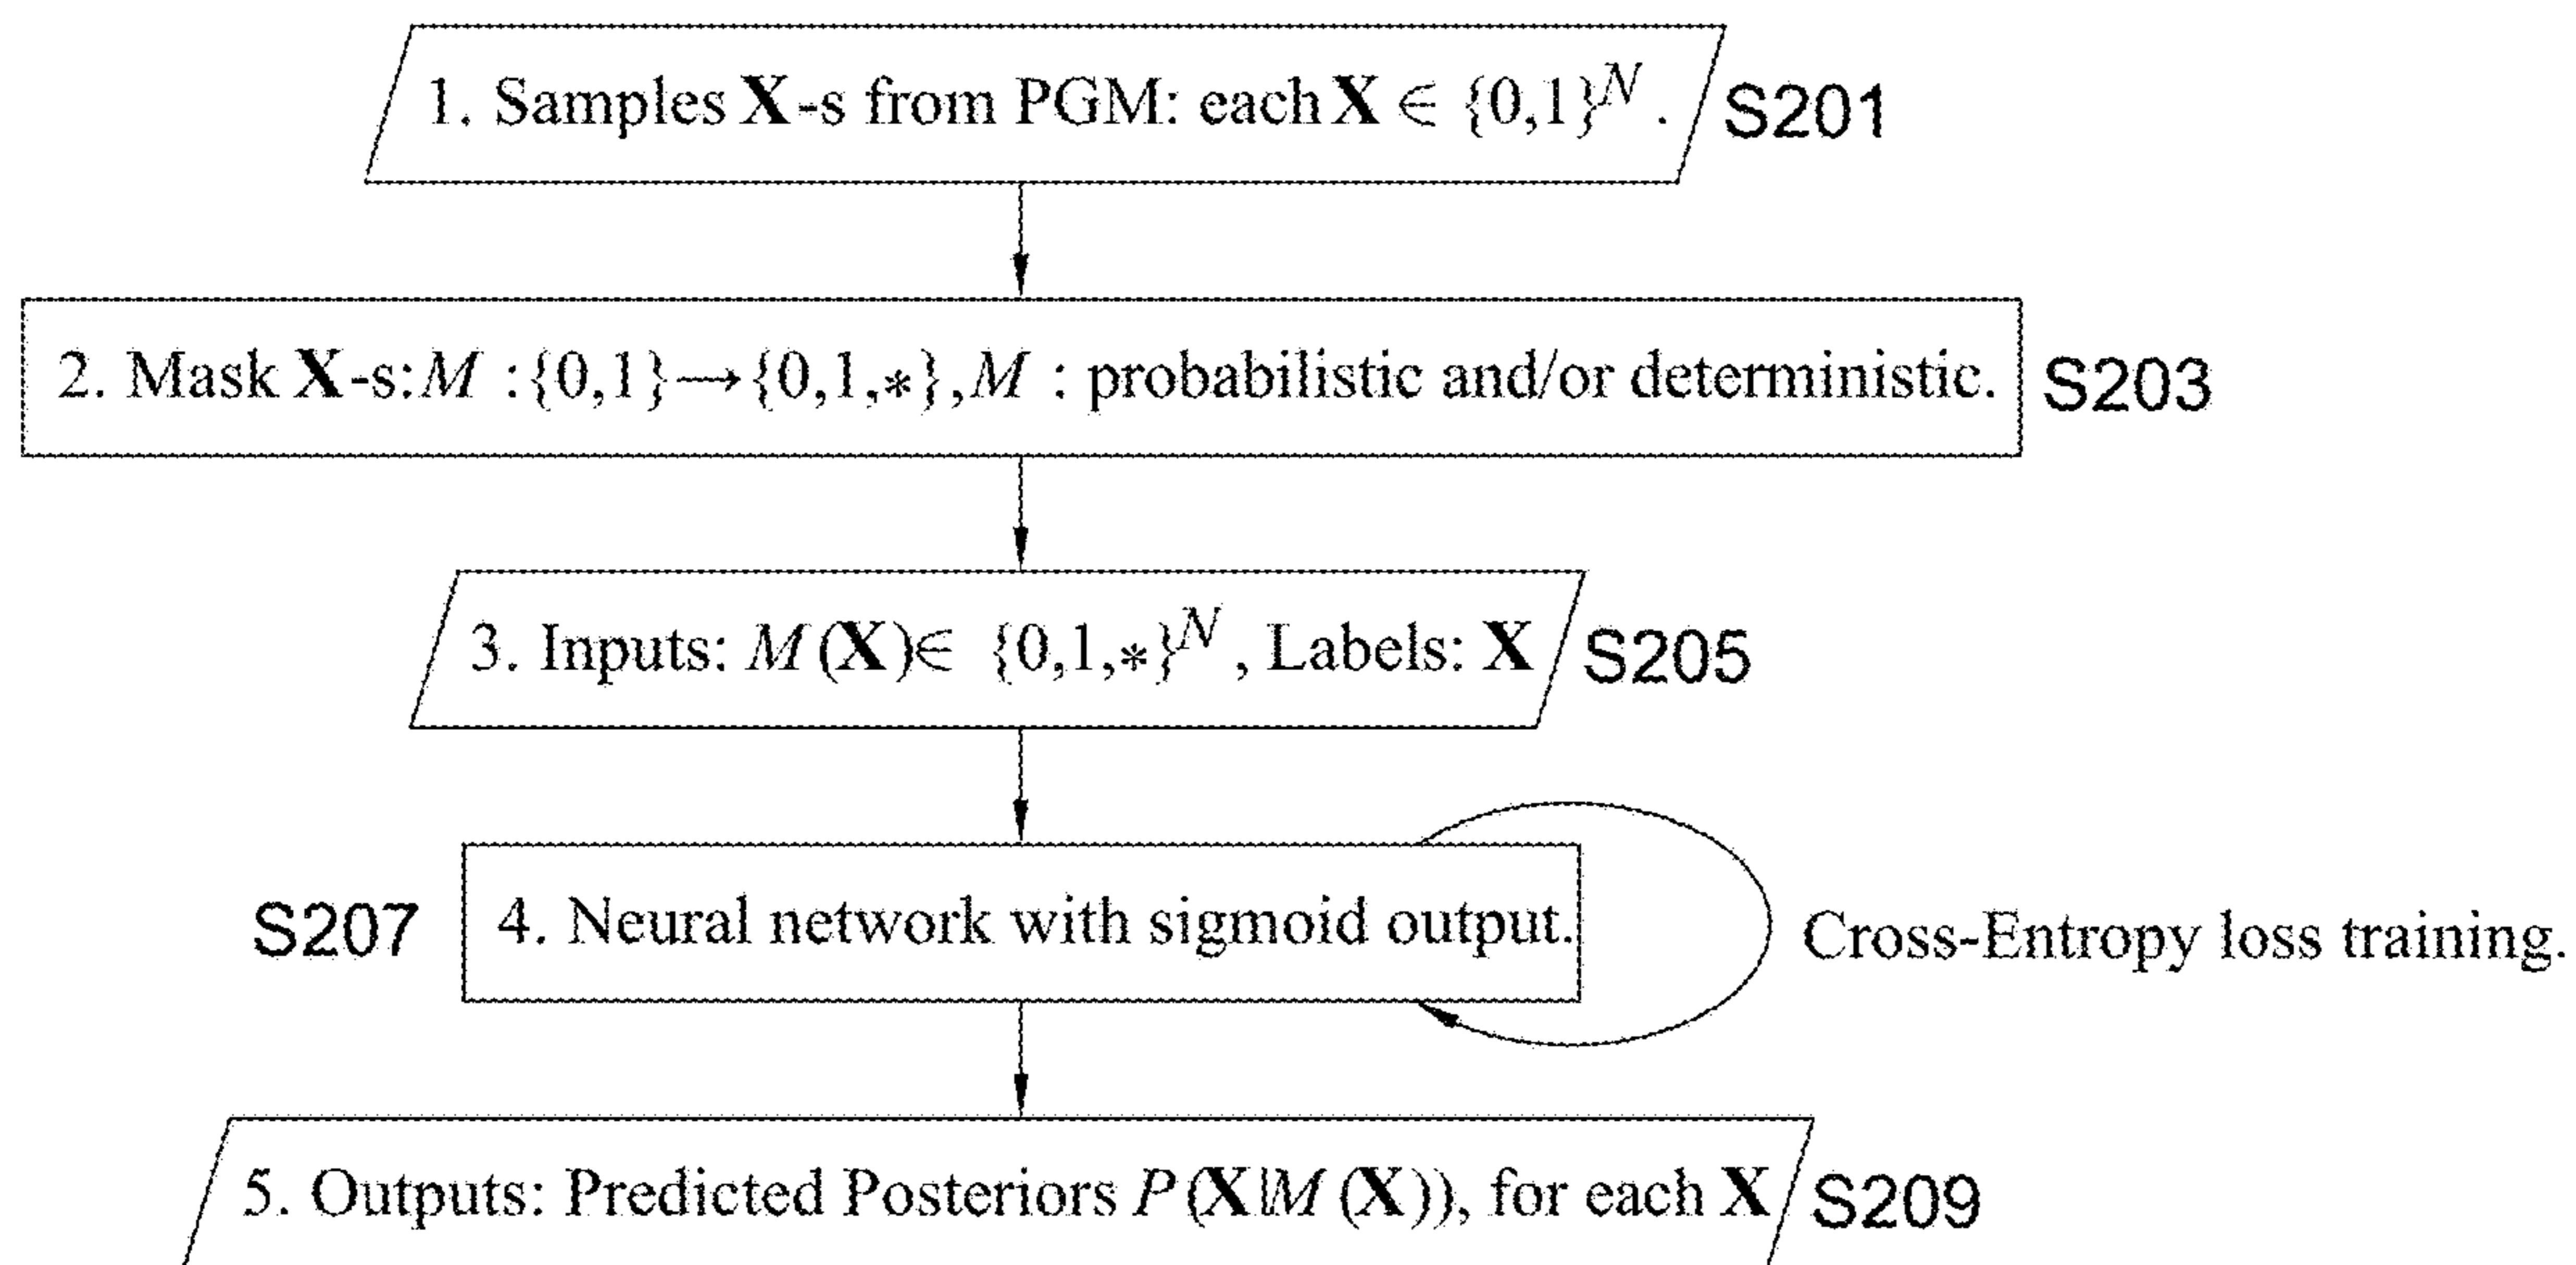 1. Samples X-s from PGM: each X ∈ {0,1}^N . S201
2. Mask X-s: M : {0,1}→{0,1,*}, M : probabilistic and/or deterministic. S203
3. Inputs: M (X)∈ {0,1,*}^N , Labels: X S205
S207 4. Neural network with sigmoid output. Cross-Entropy loss training.
5. Outputs: Predicted Posteriors P (X|M (X)), for each X S209